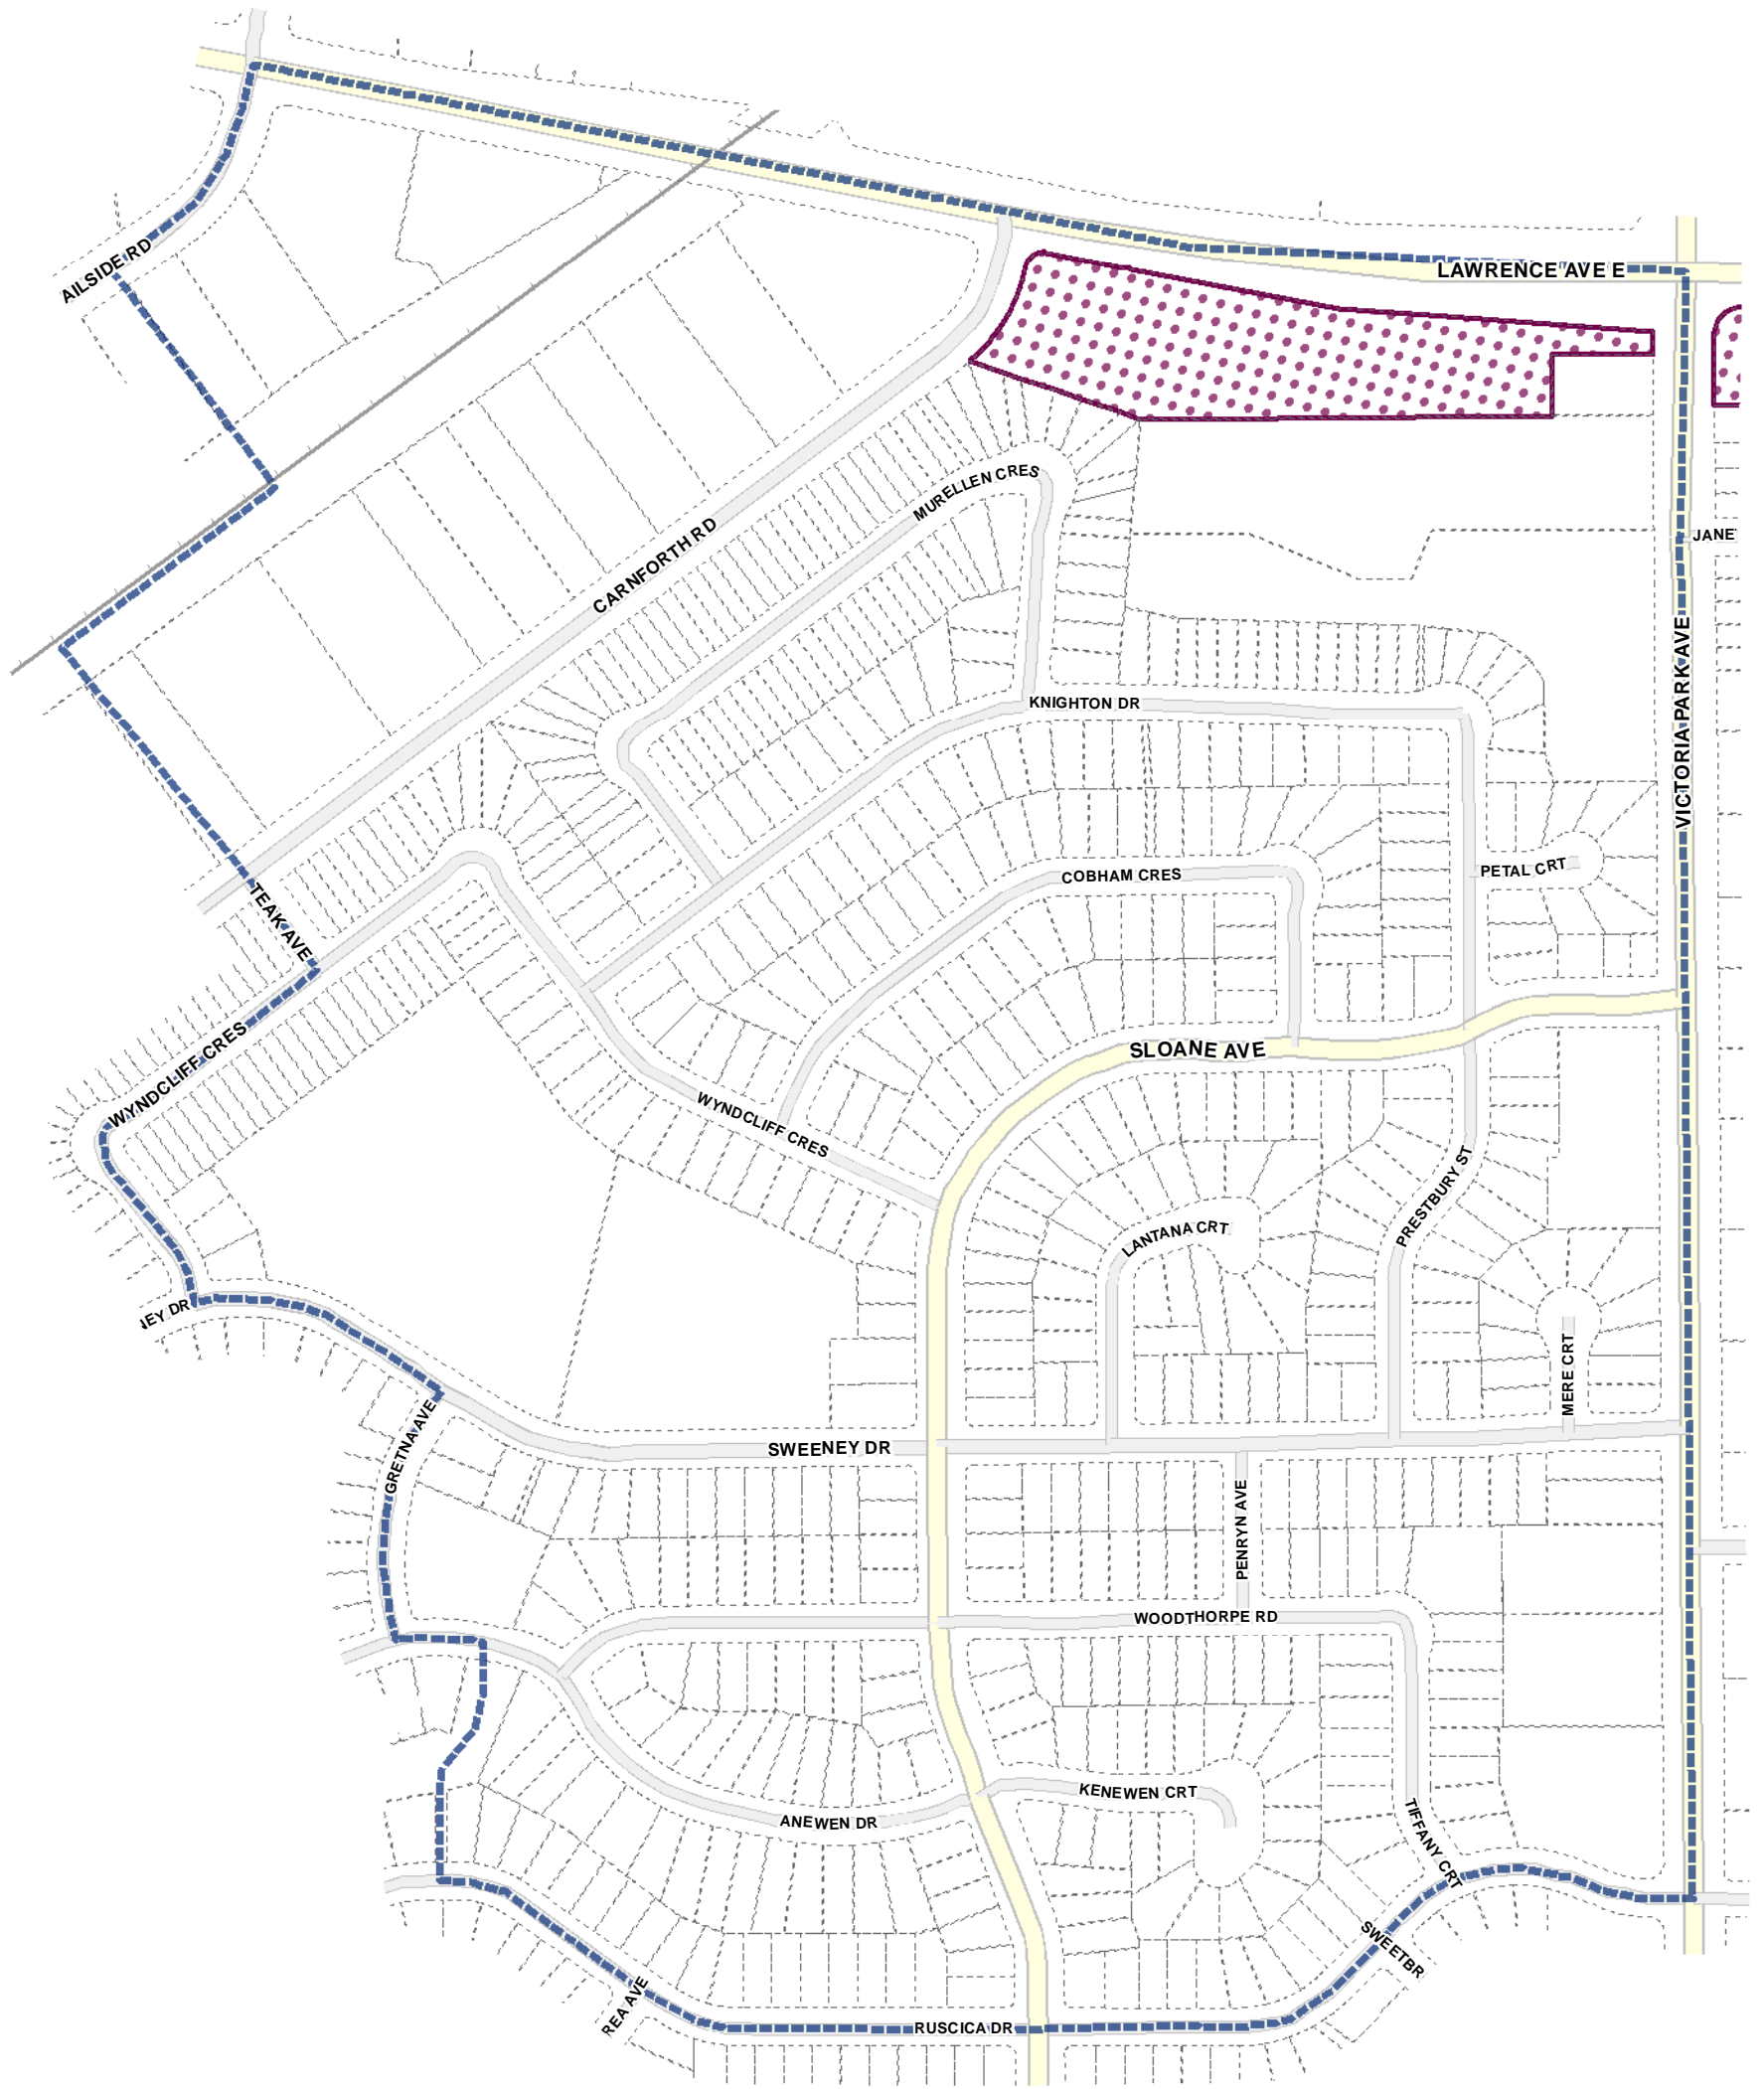 AILSIDE RD
LAWRENCE AVE E
MURELLEN CRES
CARNFORTH RD
JANE
VICTORIA PARK AVE
KNIGHTON DR
PETAL CRT
COBHAM CRES
TEAK AVE
SLOANE AVE
WYNDCLIFF CRES
WYNDCLIFF CRES
PRESTBURY ST
LANTANA CRT
NEY DR
MERE CRT
GRETNA AVE
SWEENEY DR
PENRYN AVE
WOODTHORPE RD
KENEWEN CRT
ANEWEN DR
TIFFANY CRT
SWEETBR
REA AVE
RUSCICA DR